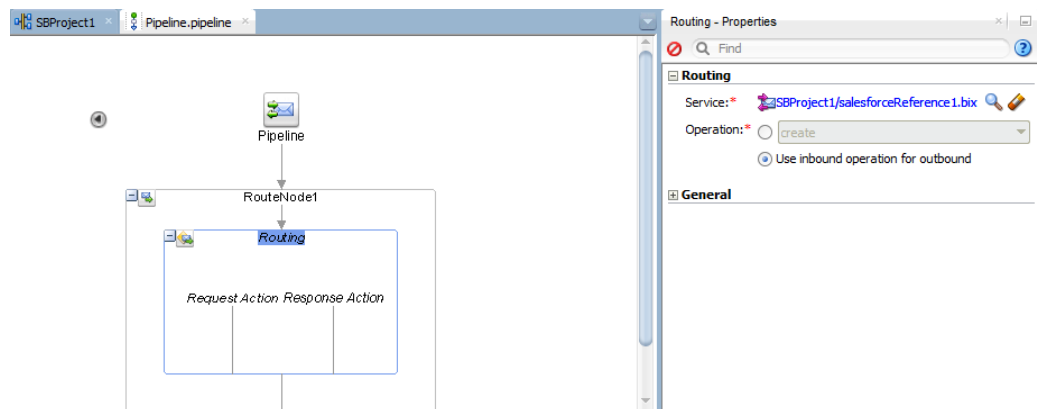 SBProject1
Pipeline.pipeline
Pipeline
RouteNode1
Routing
Request Action Response Action
Routing - Properties
Find
Routing
Service:* SBProject1/salesforceReference1.bix
Operation:* create
Use inbound operation for outbound
General